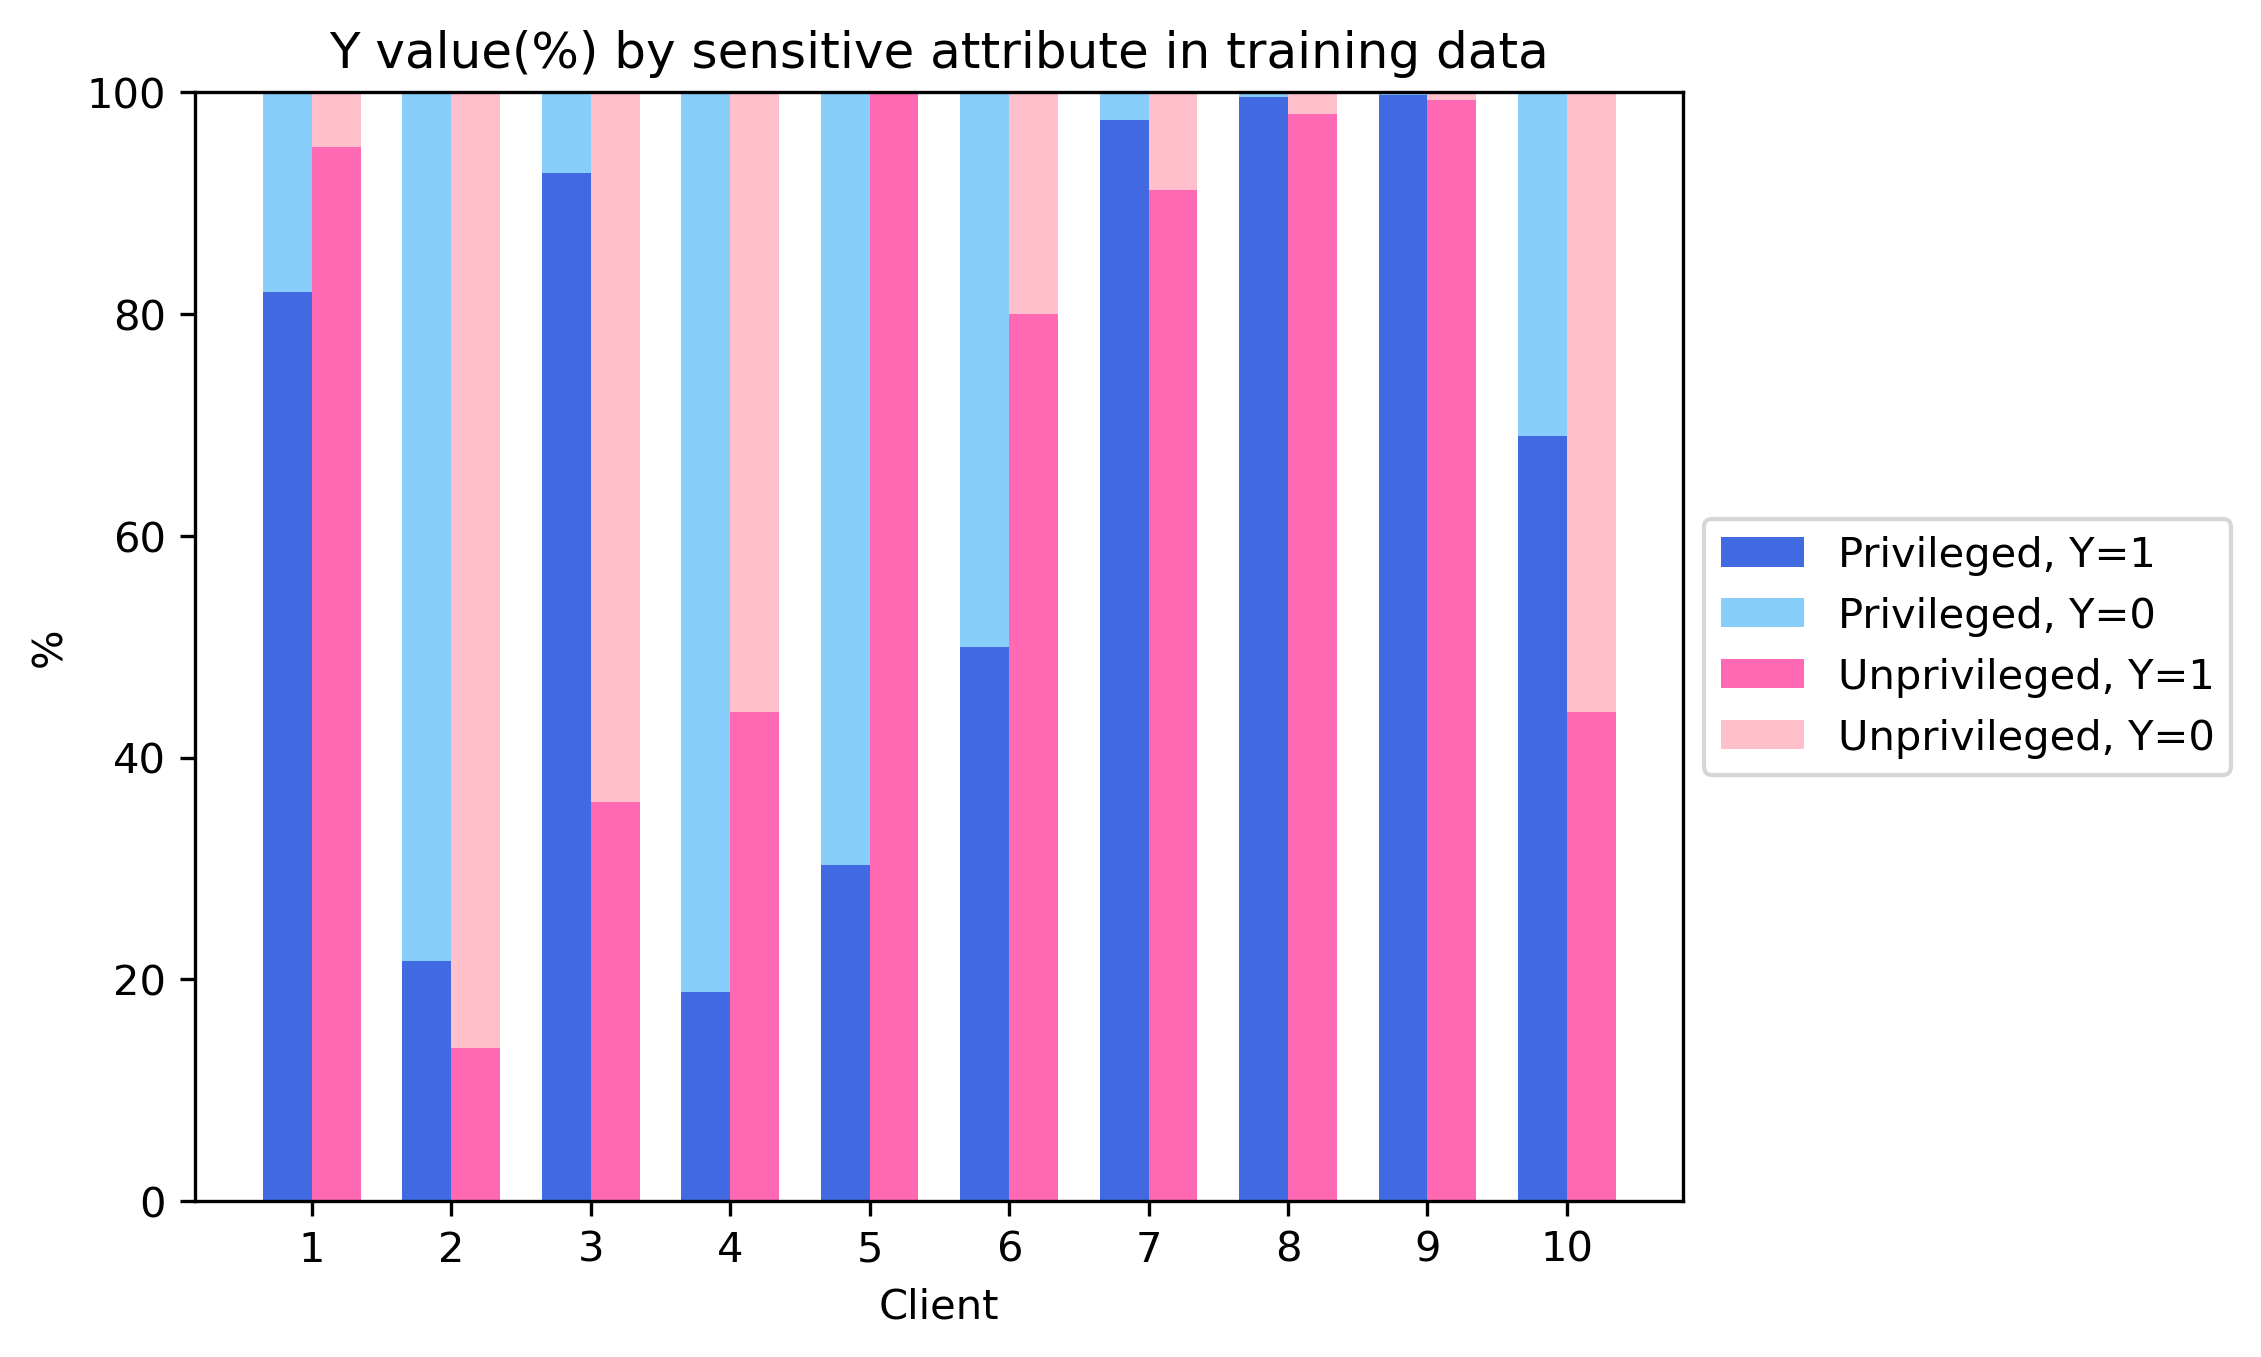 Y value(%) by sensitive attribute in training data
100
80
60
40
20
0
%
1 2 3 4 5 6 7 8 9 10
Client
Privileged, Y=1
Privileged, Y=0
Unprivileged, Y=1
Unprivileged, Y=0